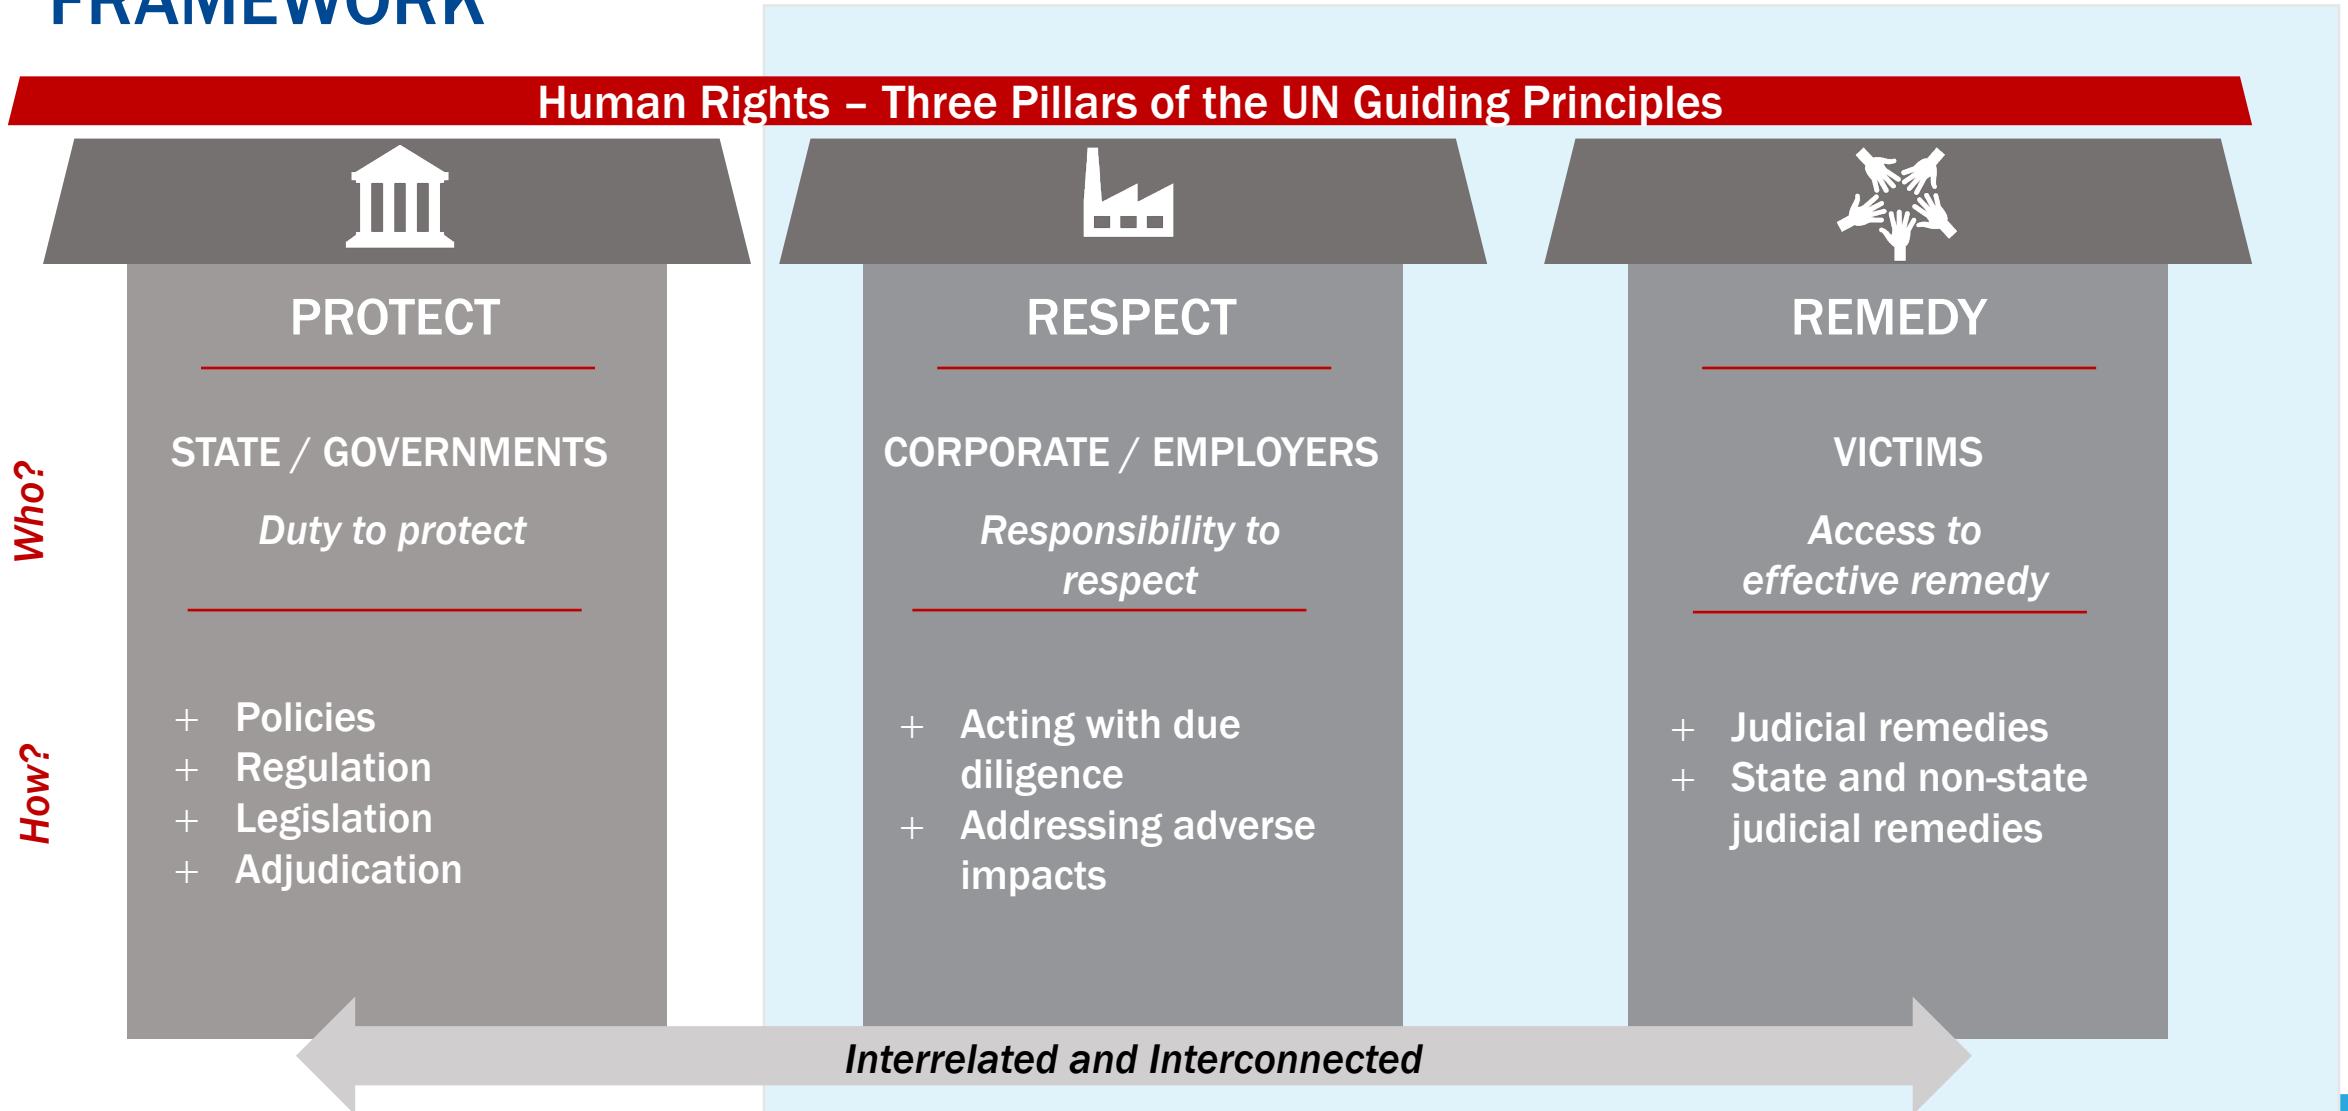 FRAMEWORK
Human Rights – Three Pillars of the UN Guiding Principles
PROTECT
STATE / GOVERNMENTS
Duty to protect
+ Policies
+ Regulation
+ Legislation
+ Adjudication
RESPECT
CORPORATE / EMPLOYERS
Responsibility to
respect
+ Acting with due
diligence
+ Addressing adverse
impacts
REMEDY
VICTIMS
Access to
effective remedy
+ Judicial remedies
+ State and non-state
judicial remedies
Who?
How?
Interrelated and Interconnected